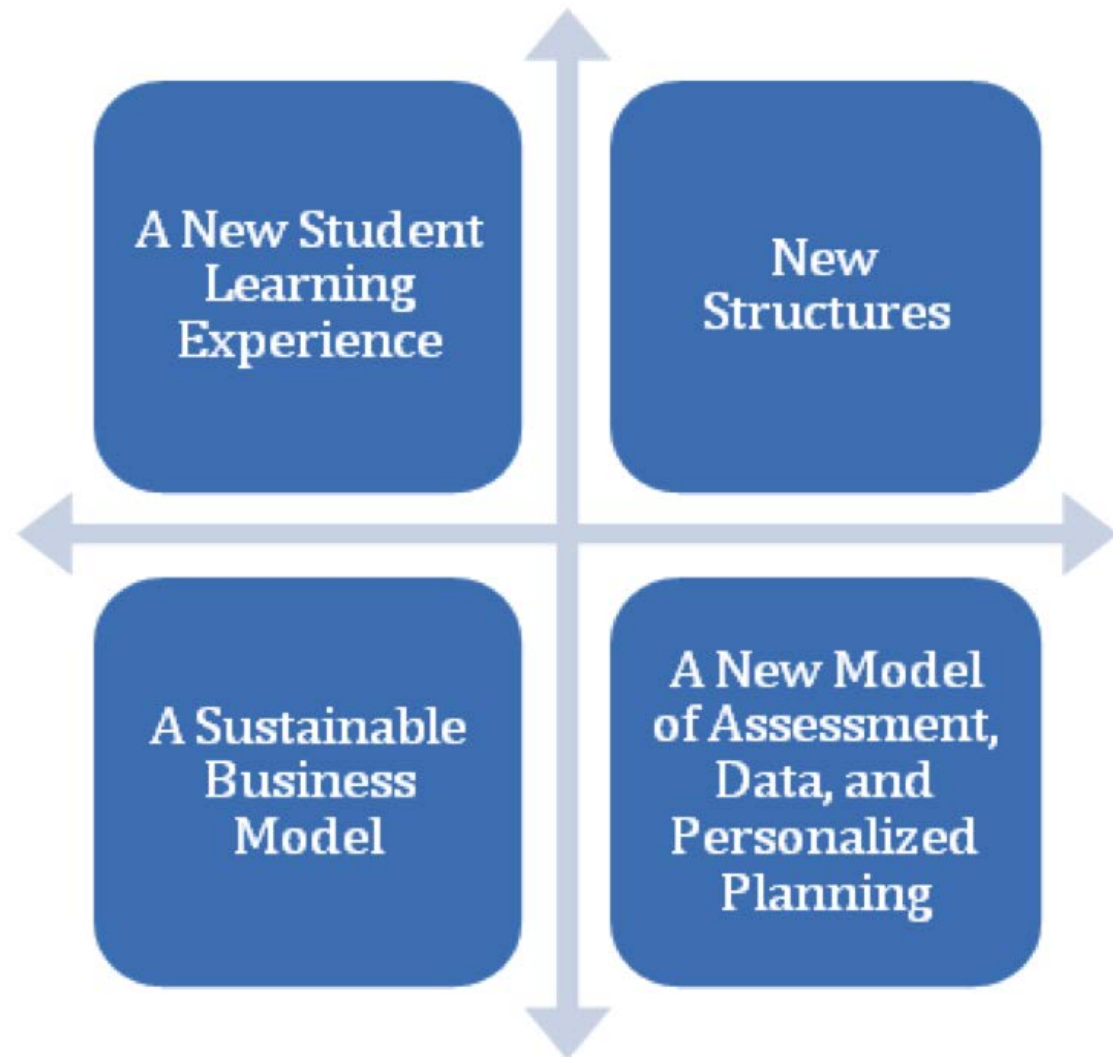 A New Student
Learning
Experience
New
Structures
A Sustainable
Business
Model
A New Model
of Assessment,
Data, and
Personalized
Planning